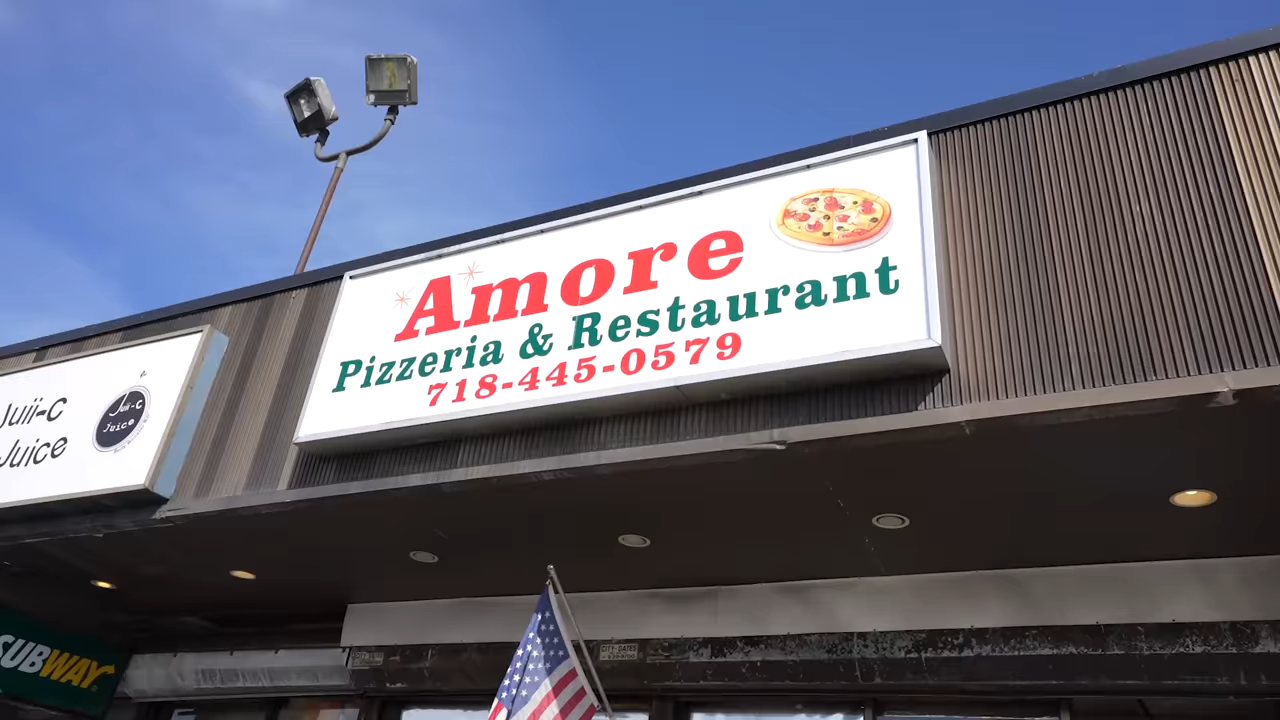 Amore
Pizzeria & Restaurant
718-445-0579
Juii-C
Juice
Juii-C
Juice
SUBWAY
CITY-GATES